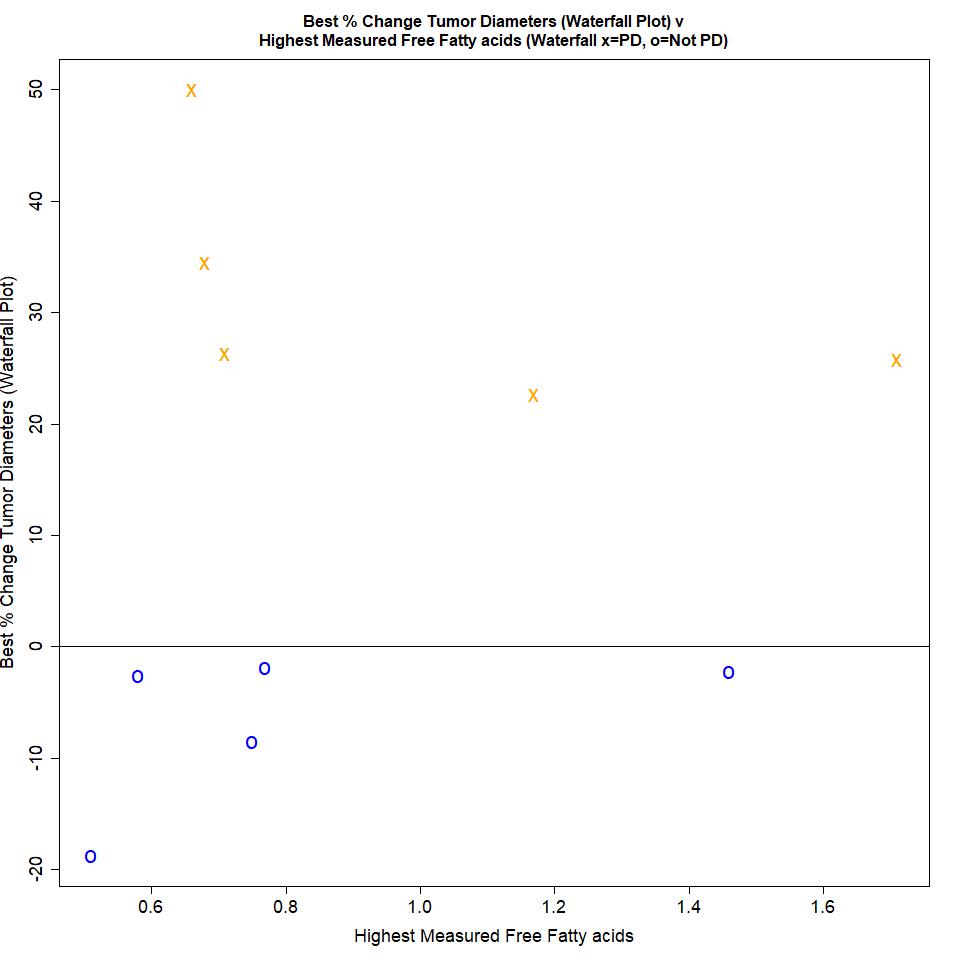 Best % Change Tumor Diameters (Waterfall Plot) v
Highest Measured Free Fatty acids (Waterfall x=PD, o=Not PD)
Best % Change Tumor Diameters (Waterfall Plot)
50
40
30
20
10
0
-10
-20
X
X
X
X
X
O
O
O
O
O
0.6 0.8 1.0 1.2 1.4 1.6
Highest Measured Free Fatty acids